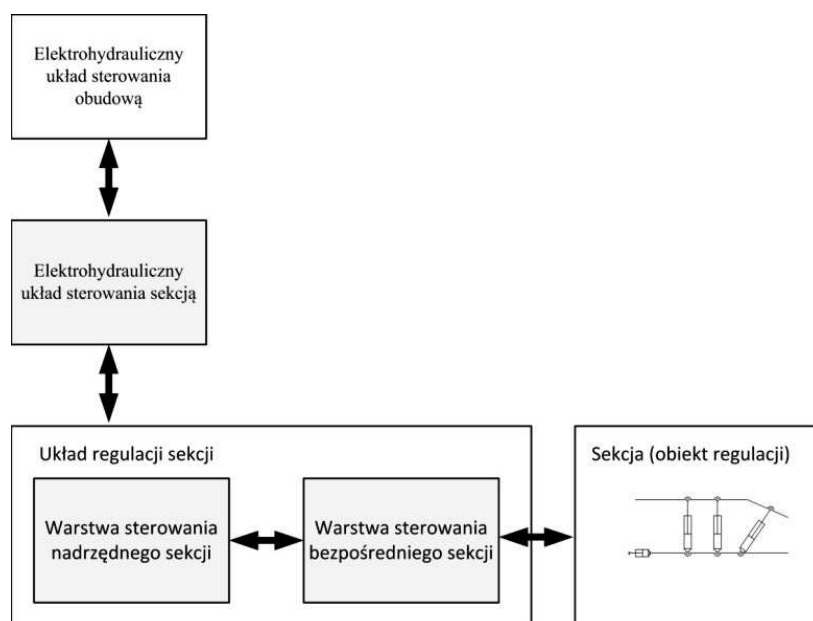 Elektrohydrauliczny
układ sterowania
obudową
Elektrohydrauliczny
układ sterowania sekcją
Układ regulacji sekcji
Warstwa sterowania
nadrzędnego sekcji
Warstwa sterowania
bezpośredniego sekcji
Sekcja (obiekt regulacji)